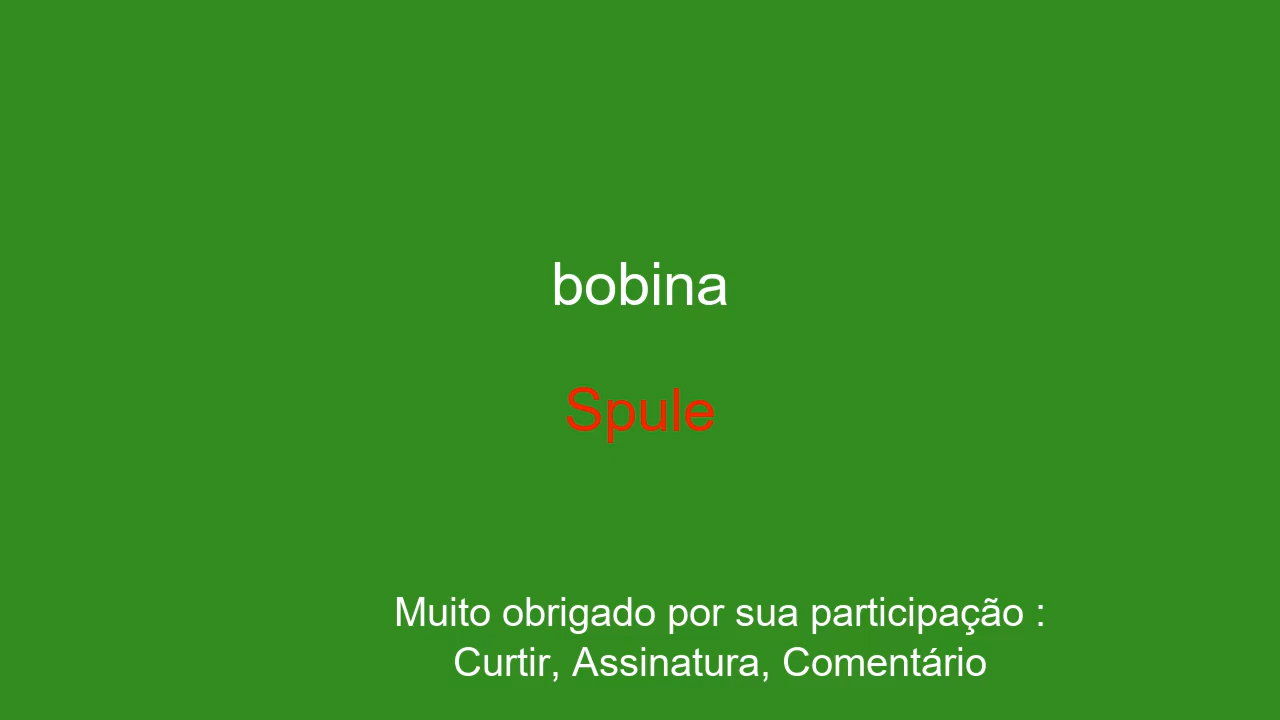 bobina
Spule
Muito obrigado por sua participação :
Curtir, Assinatura, Comentário